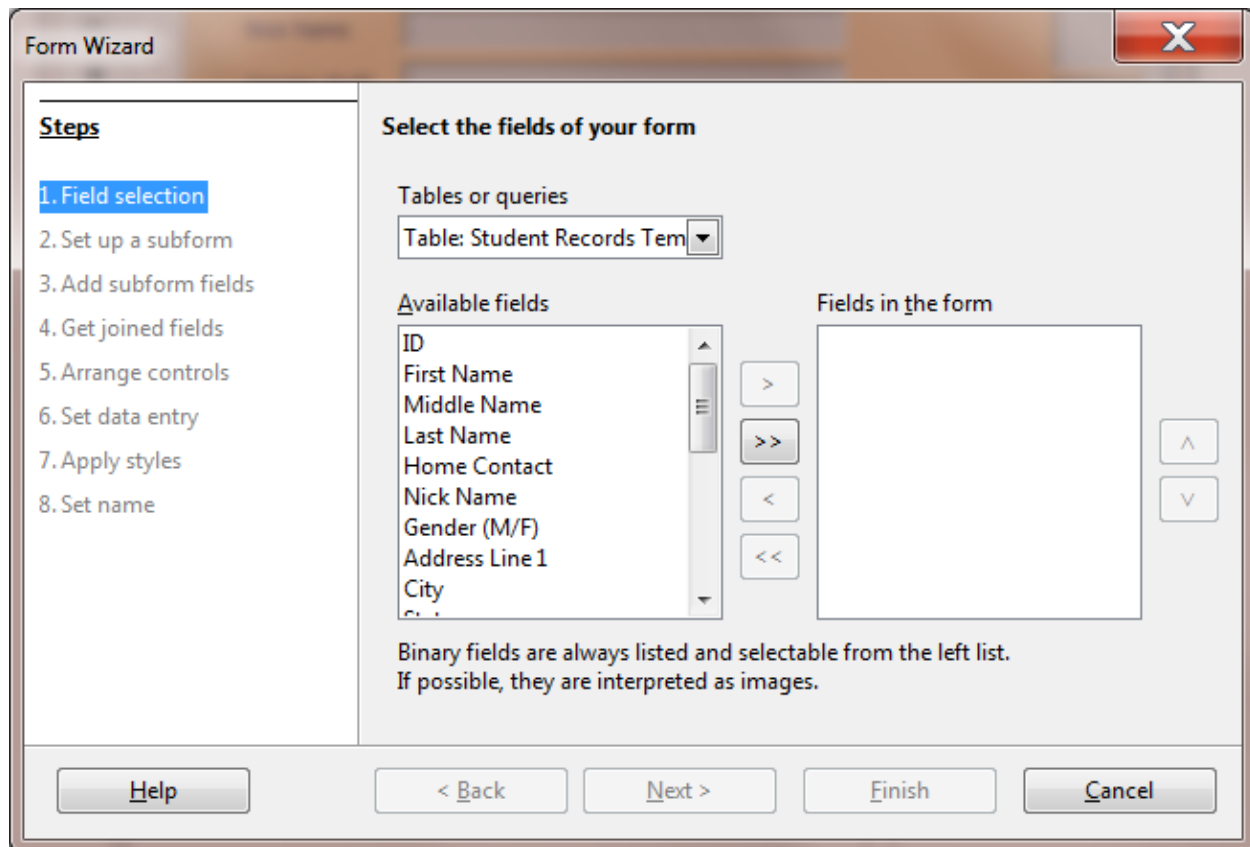 Form Wizard
Steps
1. Field selection
2. Set up a subform
3. Add subform fields
4. Get joined fields
5. Arrange controls
6. Set data entry
7. Apply styles
8. Set name
Select the fields of your form
Tables or queries
Table: Student Records Tem
Available fields
ID
First Name
Middle Name
Last Name
Home Contact
Nick Name
Gender (M/F)
Address Line 1
City
>
>>
<
<<
Fields in the form
Binary fields are always listed and selectable from the left list.
If possible, they are interpreted as images.
Help
< Back
Next >
Finish
Cancel